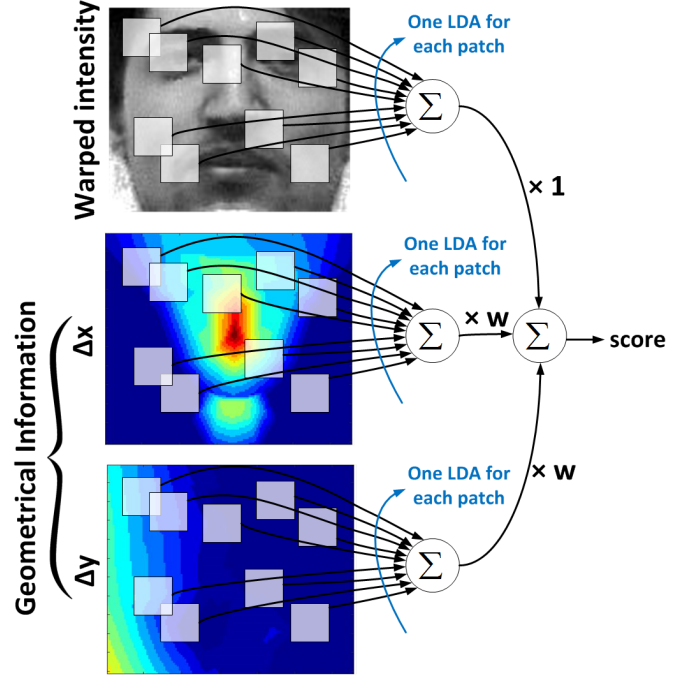 Warped intensity
One LDA for
each patch
Σ
× 1
Geometrical Information
Δx
One LDA for
each patch
Σ
× w
Σ
score
Δy
One LDA for
each patch
Σ
× w